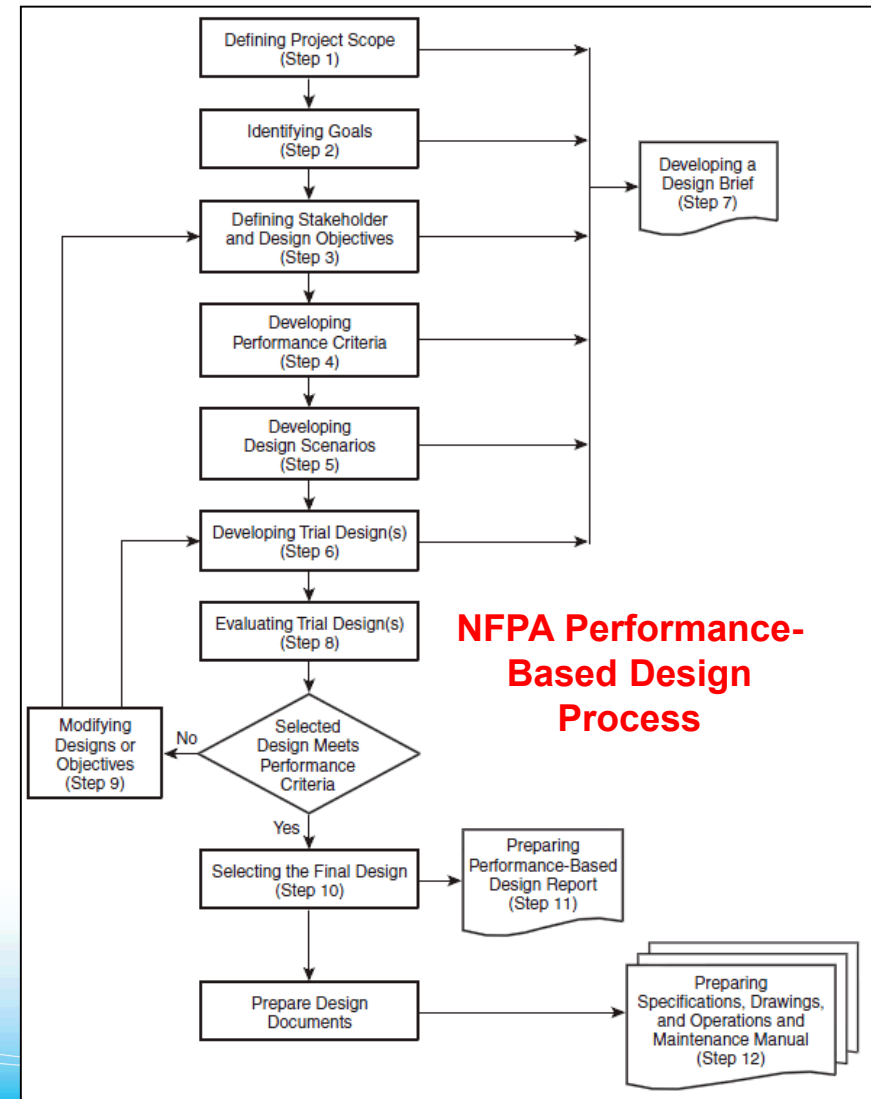 Defining Project Scope
(Step 1)
Identifying Goals
(Step 2)
Developing a
Design Brief
(Step 7)
Defining Stakeholder
and Design Objectives
(Step 3)
Developing
Performance Criteria
(Step 4)
Developing
Design Scenarios
(Step 5)
Developing Trial Design(s)
(Step 6)
Evaluating Trial Design(s)
(Step 8)
NFPA Performance-
Based Design
Process
Modifying
Designs or
Objectives
(Step 9)
No
Selected
Design Meets
Performance
Criteria
Yes
Selecting the Final Design
(Step 10)
Preparing
Performance-Based
Design Report
(Step 11)
Prepare Design
Documents
Preparing
Specifications, Drawings,
and Operations and
Maintenance Manual
(Step 12)